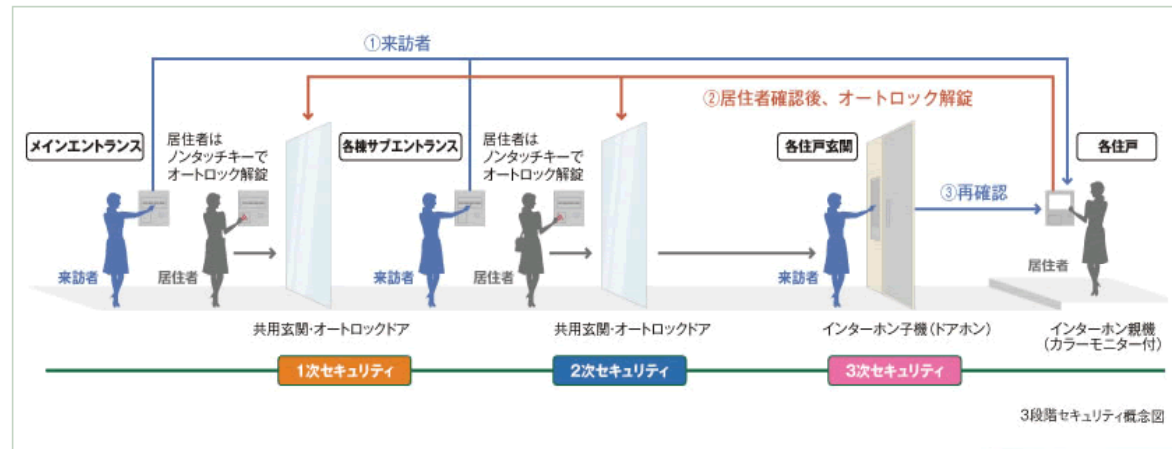 ①来訪者
②居住者確認後、オートロック解錠
メインエントランス
居住者は
ノンタッチキーで
オートロック解錠
各棟サブエントランス
居住者は
ノンタッチキーで
オートロック解錠
各住戸玄関
各住戸
③再確認
来訪者
居住者
来訪者
居住者
来訪者
居住者
共用玄関・オートロックドア
共用玄関・オートロックドア
インターホン子機(ドアホン)
インターホン親機
(カラーモニター付)
1次セキュリティ
2次セキュリティ
3次セキュリティ
3段階セキュリティ概念図